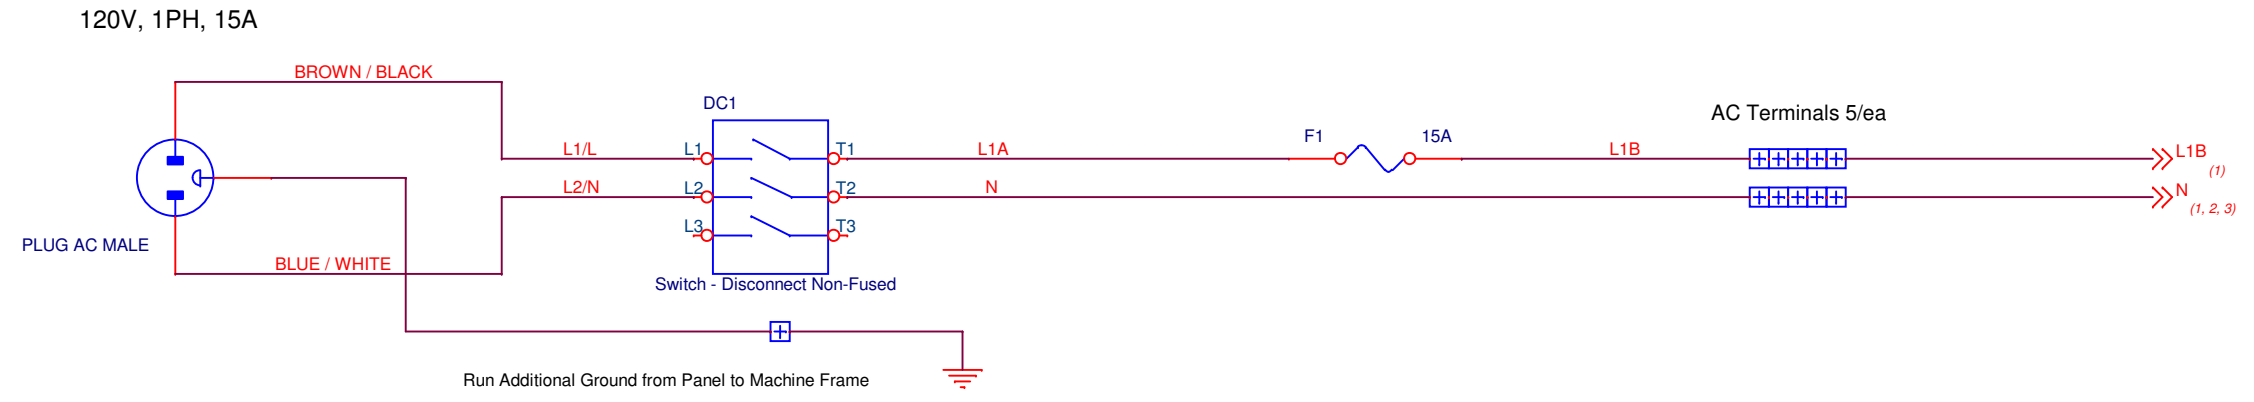 120V, 1PH, 15A
BROWN / BLACK
DC1
AC Terminals 5/ea
L1/L
L1
T1
L1A
F1
15A
L1B
L1B
(1)
L2/N
L2
T2
N
N
(1, 2, 3)
L3
T3
PLUG AC MALE
BLUE / WHITE
Switch - Disconnect Non-Fused
Run Additional Ground from Panel to Machine Frame